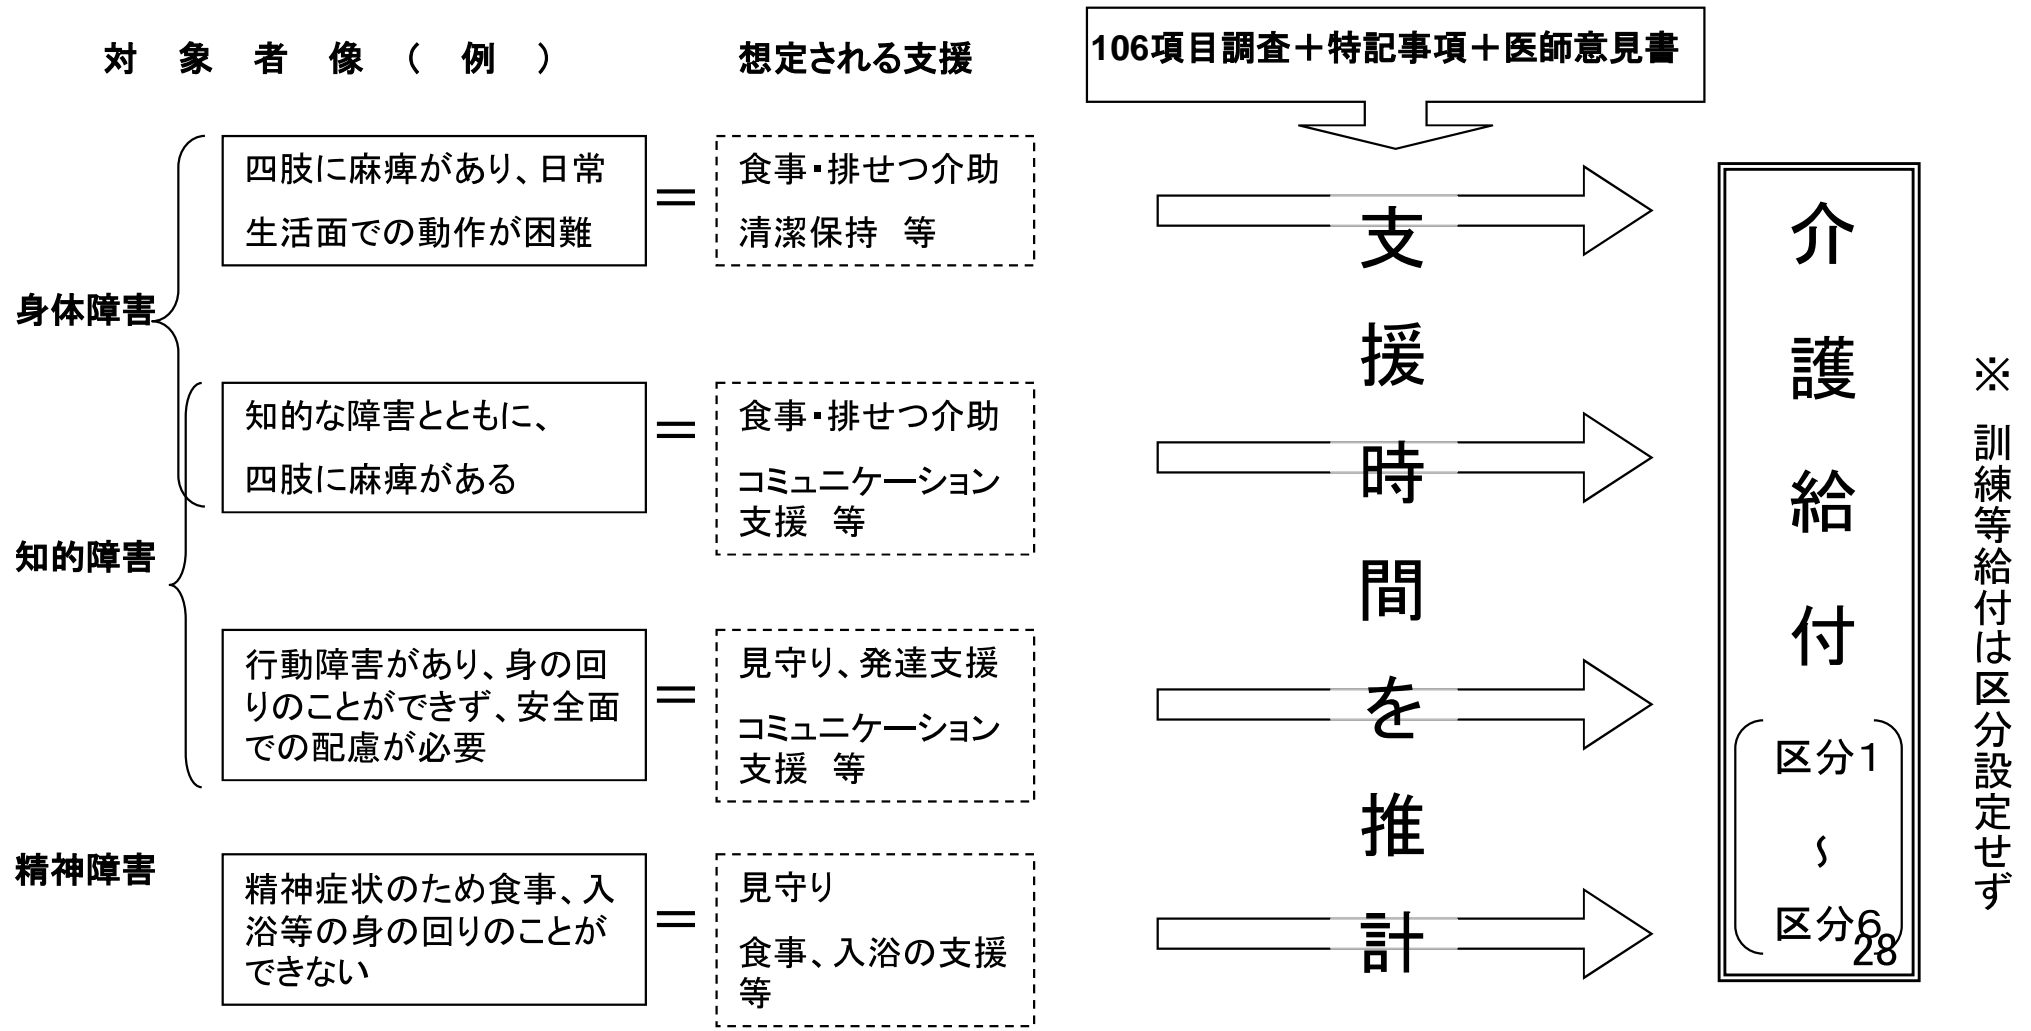 対　象　者　像　（　例　）
想定される支援
106項目調査＋特記事項＋医師意見書
身体障害
四肢に麻痺があり、日常
生活面での動作が困難
＝
食事・排せつ介助
清潔保持　等
知的な障害とともに、
四肢に麻痺がある
＝
食事・排せつ介助
コミュニケーション
支援　等
知的障害
行動障害があり、身の回
りのことができず、安全面
での配慮が必要
＝
見守り、発達支援
コミュニケーション
支援　等
精神障害
精神症状のため食事、入
浴等の身の回りのことが
できない
＝
見守り
食事、入浴の支援
等
支援時間を推計
介護給付
区分１
～
区分６
※訓練等給付は区分設定せず
28